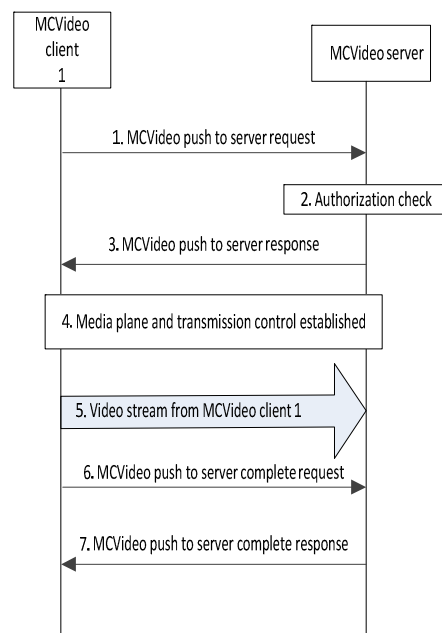 MCVideo
client
1
MCVideo server
1. MCVideo push to server request
2. Authorization check
3. MCVideo push to server response
4. Media plane and transmission control established
5. Video stream from MCVideo client 1
6. MCVideo push to server complete request
7. MCVideo push to server complete response